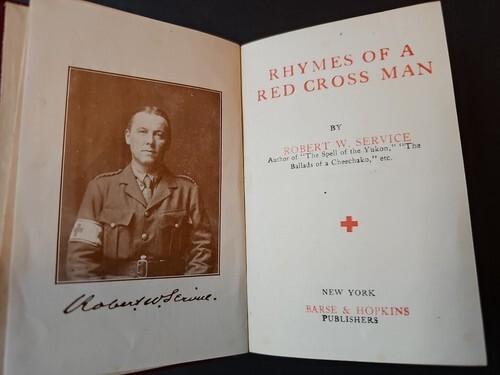 Robert W. Service.
RHYMES OF A
RED CROSS MAN
BY
ROBERT W. SERVICE
Author of "The Spell of the Yukon," "The
Ballads of a Cheechako," etc.
NEW YORK
BARSE & HOPKINS
PUBLISHERS